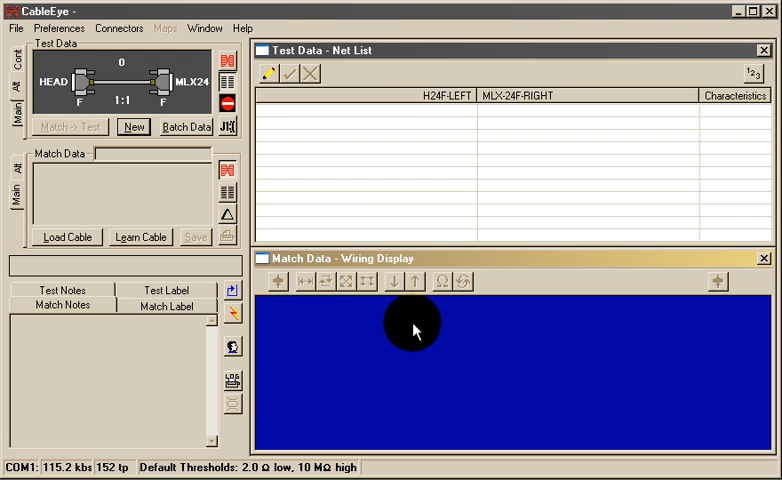 CableEye -
File Preferences Connectors Maps Window Help
Test Data
Cont
Alt
Main
0
HEAD MLX24
F 1:1 F
Match -> Test New Batch Data J1:(
Match Data
Alt
Main
Load Cable Learn Cable Save
Test Notes Test Label
Match Notes Match Label
LOG
Test Data - Net List
123
H24F-LEFT MLX-24F-RIGHT Characteristics
Match Data - Wiring Display
Ω
COM1: 115.2 kbs 152 tp Default Thresholds: 2.0 Ω low, 10 MΩ high